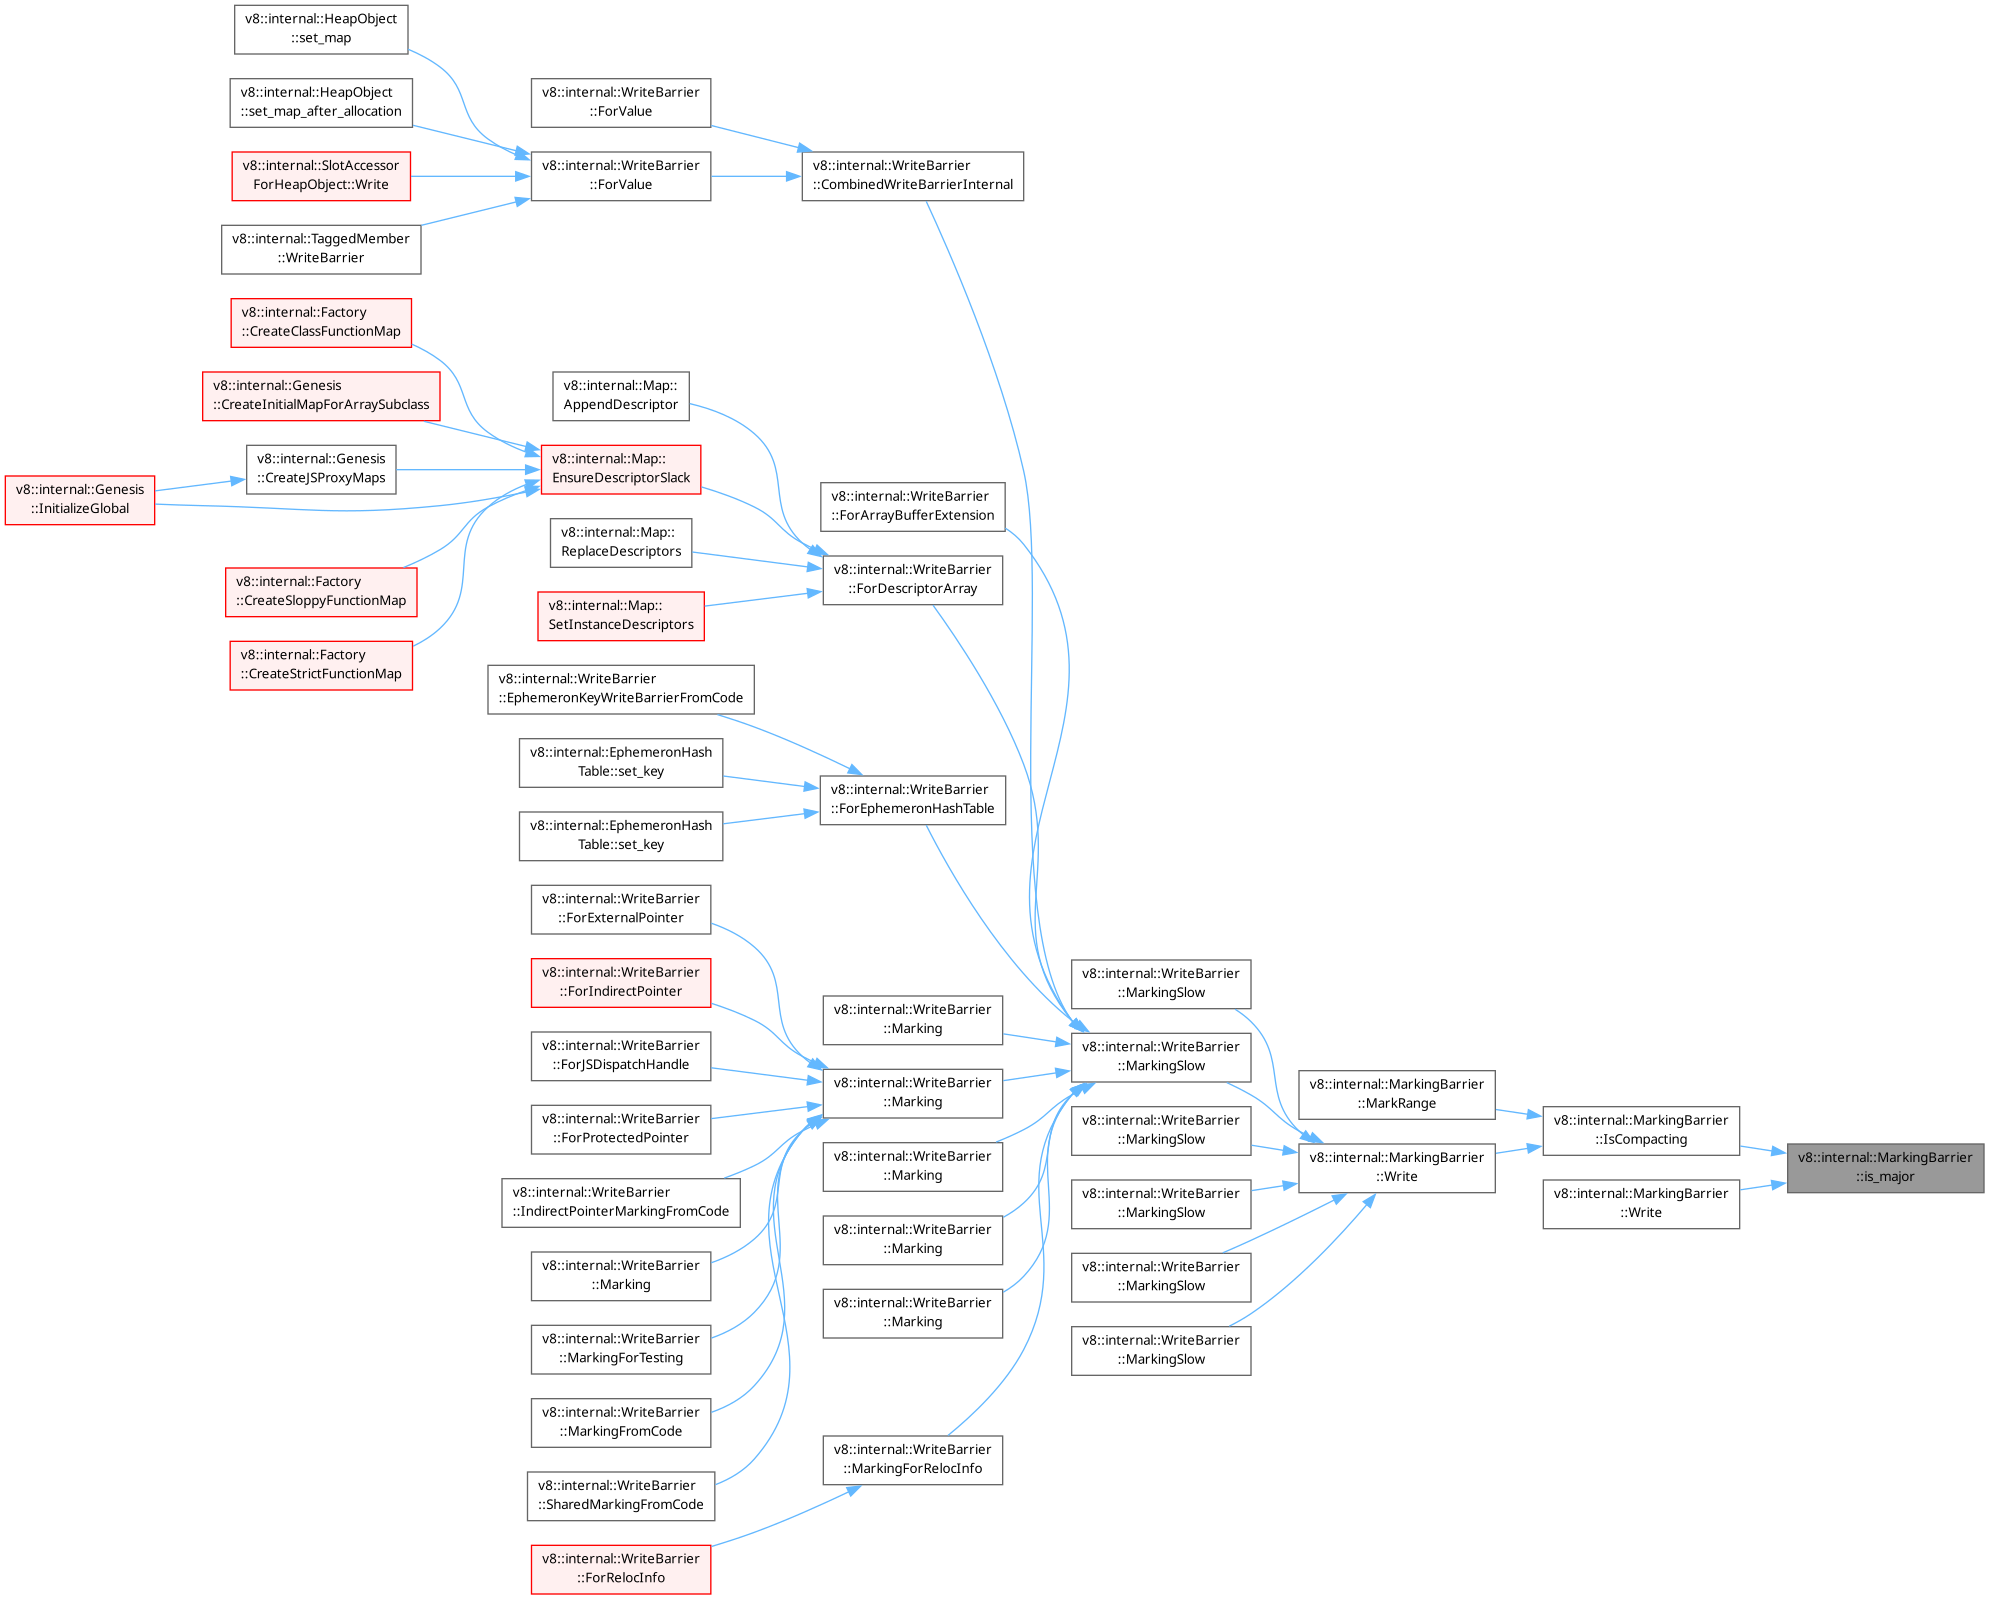 v8::internal::HeapObject
::set_map
v8::internal::HeapObject
::set_map_after_allocation
v8::internal::SlotAccessor
ForHeapObject::Write
v8::internal::TaggedMember
::WriteBarrier
v8::internal::Factory
::CreateClassFunctionMap
v8::internal::Genesis
::CreateInitialMapForArraySubclass
v8::internal::Genesis
::CreateJSProxyMaps
v8::internal::Genesis
::InitializeGlobal
v8::internal::Factory
::CreateSloppyFunctionMap
v8::internal::Factory
::CreateStrictFunctionMap
v8::internal::WriteBarrier
::ForValue
v8::internal::WriteBarrier
::ForValue
v8::internal::Map::
AppendDescriptor
v8::internal::Map::
EnsureDescriptorSlack
v8::internal::Map::
ReplaceDescriptors
v8::internal::Map::
SetInstanceDescriptors
v8::internal::WriteBarrier
::EphemeronKeyWriteBarrierFromCode
v8::internal::EphemeronHash
Table::set_key
v8::internal::EphemeronHash
Table::set_key
v8::internal::WriteBarrier
::ForExternalPointer
v8::internal::WriteBarrier
::ForIndirectPointer
v8::internal::WriteBarrier
::ForJSDispatchHandle
v8::internal::WriteBarrier
::ForProtectedPointer
v8::internal::WriteBarrier
::IndirectPointerMarkingFromCode
v8::internal::WriteBarrier
::Marking
v8::internal::WriteBarrier
::MarkingForTesting
v8::internal::WriteBarrier
::MarkingFromCode
v8::internal::WriteBarrier
::SharedMarkingFromCode
v8::internal::WriteBarrier
::ForRelocInfo
v8::internal::WriteBarrier
::CombinedWriteBarrierInternal
v8::internal::WriteBarrier
::ForArrayBufferExtension
v8::internal::WriteBarrier
::ForDescriptorArray
v8::internal::WriteBarrier
::ForEphemeronHashTable
v8::internal::WriteBarrier
::Marking
v8::internal::WriteBarrier
::Marking
v8::internal::WriteBarrier
::Marking
v8::internal::WriteBarrier
::Marking
v8::internal::WriteBarrier
::Marking
v8::internal::WriteBarrier
::MarkingForRelocInfo
v8::internal::WriteBarrier
::MarkingSlow
v8::internal::WriteBarrier
::MarkingSlow
v8::internal::WriteBarrier
::MarkingSlow
v8::internal::WriteBarrier
::MarkingSlow
v8::internal::WriteBarrier
::MarkingSlow
v8::internal::WriteBarrier
::MarkingSlow
v8::internal::MarkingBarrier
::MarkRange
v8::internal::MarkingBarrier
::Write
v8::internal::MarkingBarrier
::IsCompacting
v8::internal::MarkingBarrier
::Write
v8::internal::MarkingBarrier
::is_major